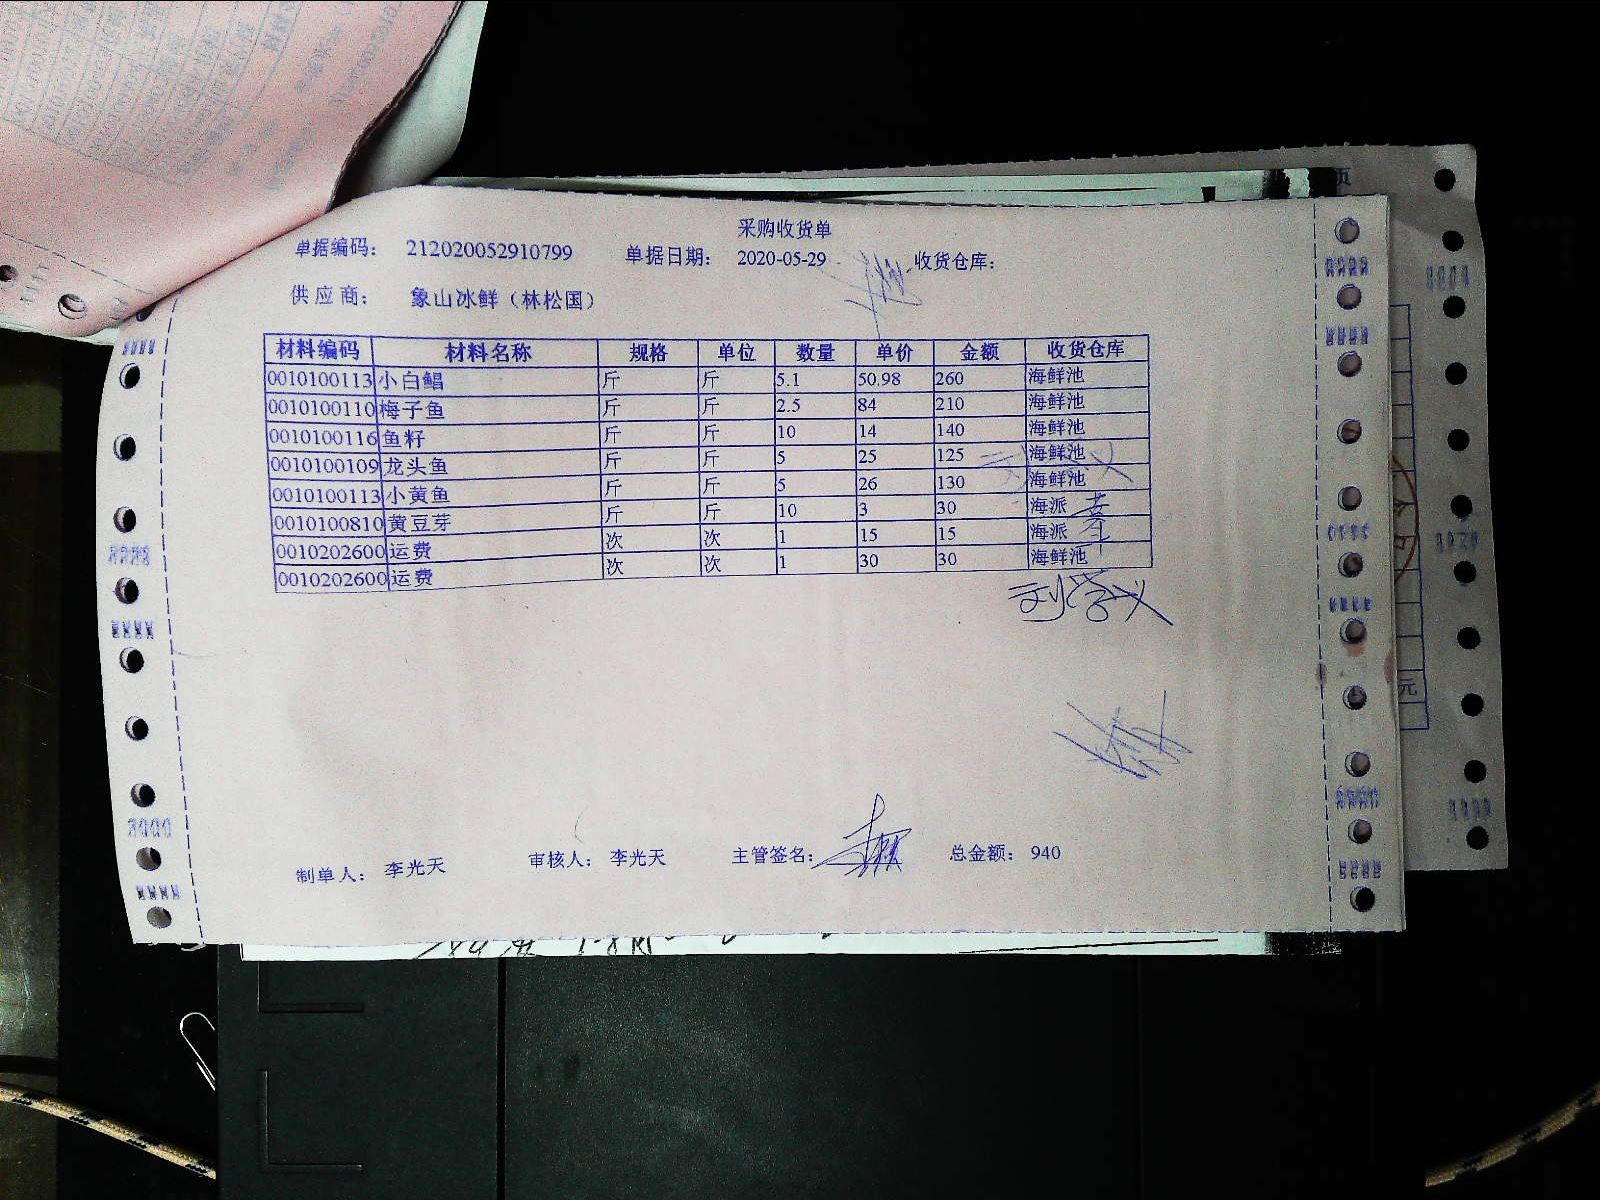 采购收货单
单据编码： 212020052910799 单据日期： 2020-05-29 收货仓库：
供应商： 象山冰鲜（林松国）
材料编码 材料名称 规格 单位 数量 单价 金额 收货仓库
0010100113 小白鲳 斤 斤 5.1 50.98 260 海鲜池
0010100110 梅子鱼 斤 斤 2.5 84 210 海鲜池
0010100116 鱼籽 斤 斤 10 14 140 海鲜池
0010100109 龙头鱼 斤 斤 5 25 125 海鲜池
0010100113 小黄鱼 斤 斤 5 26 130 海鲜池
0010100810 黄豆芽 斤 斤 10 3 30 海派
0010202600 运费 次 次 1 15 15 海派
0010202600 运费 次 次 1 30 30 海鲜池
制单人： 李光天 审核人： 李光天 主管签名： 总金额： 940
页
元